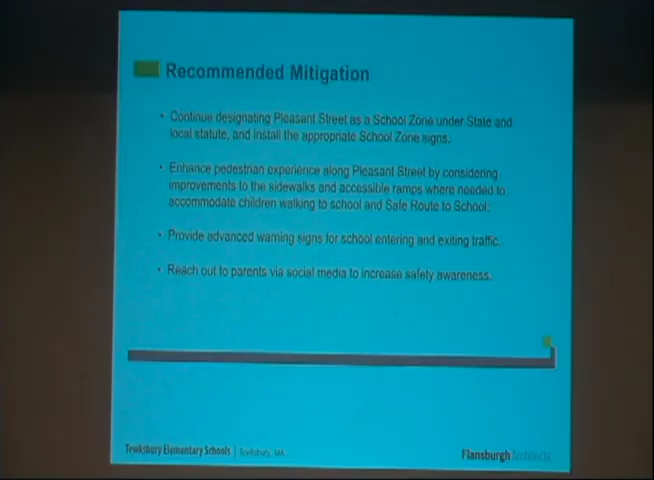 Recommended Mitigation
• Continue designating Pleasant Street as a School Zone under State and
local statute, and install the appropriate School Zone signs.
• Enhance pedestrian experience along Pleasant Street by considering
improvements to the sidewalks and accessible ramps where needed to
accommodate children walking to school and Safe Route to School.
• Provide advanced warning signs for school entering and exiting traffic.
• Reach out to parents via social media to increase safety awareness.
Tewksbury Elementary Schools | Tewksbury, MA
Flansburgh Architects